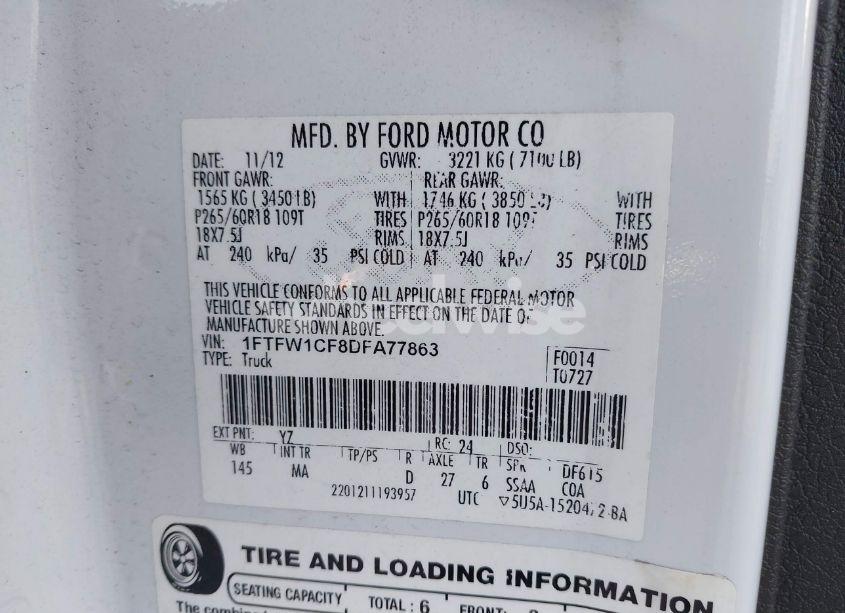 MFD. BY FORD MOTOR CO
DATE: 11/12 GVWR: 3221 KG ( 7100 LB)
FRONT GAWR: REAR GAWR:
1565 KG ( 3450 LB) WITH 1746 KG ( 3850 LB) WITH
P265/60R18 109T TIRES P265/60R18 109T TIRES
18X7.5J RIMS 18X7.5J RIMS
AT 240 kPa/ 35 PSI COLD AT 240 kPa/ 35 PSI COLD
THIS VEHICLE CONFORMS TO ALL APPLICABLE FEDERAL MOTOR
VEHICLE SAFETY STANDARDS IN EFFECT ON THE DATE OF
MANUFACTURE SHOWN ABOVE.
VIN: 1FTFW1CF8DFA77863 F0014
TYPE: Truck T0727
EXT PNT: YZ RC: 24 DSO:
WB INT TR TP/PS R AXLE TR SPR DF615
145 MA D 27 6 SSAA COA
2201211193957 UTC ▽5U5A-1520472-BA
TIRE AND LOADING INFORMATION
SEATING CAPACITY TOTAL : 6 FRONT:
The